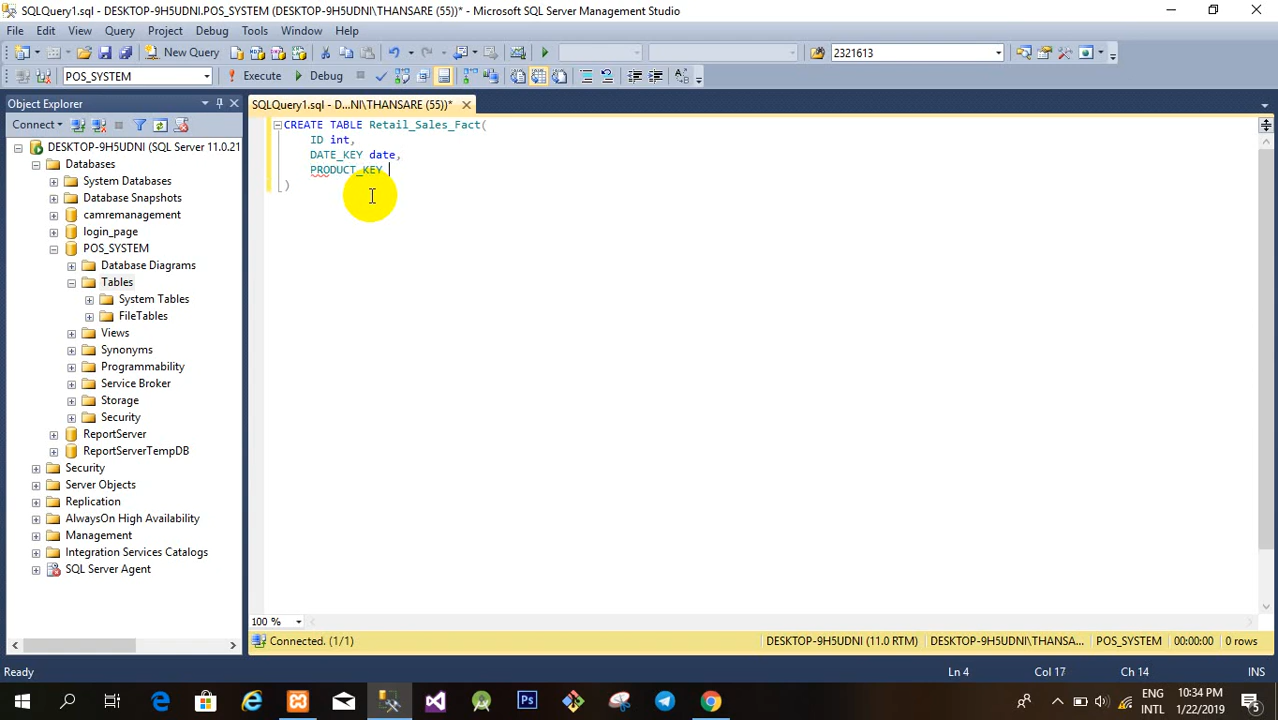 SQLQuery1.sql - DESKTOP-9H5UDNI.POS_SYSTEM (DESKTOP-9H5UDNI\THANSARE (55))* - Microsoft SQL Server Management Studio
File Edit View Query Project Debug Tools Window Help
New Query 2321613
POS_SYSTEM Execute Debug
Object Explorer
SQLQuery1.sql - D...NI\THANSARE (55))*
Connect
DESKTOP-9H5UDNI (SQL Server 11.0.21
Databases
System Databases
Database Snapshots
camremanagement
login_page
POS_SYSTEM
Database Diagrams
Tables
System Tables
FileTables
Views
Synonyms
Programmability
Service Broker
Storage
Security
ReportServer
ReportServerTempDB
Security
Server Objects
Replication
AlwaysOn High Availability
Management
Integration Services Catalogs
SQL Server Agent
CREATE TABLE Retail_Sales_Fact(
ID int,
DATE_KEY date,
PRODUCT_KEY
)
100 %
Connected. (1/1) DESKTOP-9H5UDNI (11.0 RTM) DESKTOP-9H5UDNI\THANSA... POS_SYSTEM 00:00:00 0 rows
Ready Ln 4 Col 17 Ch 14 INS
ENG 10:34 PM
INTL 1/22/2019 5